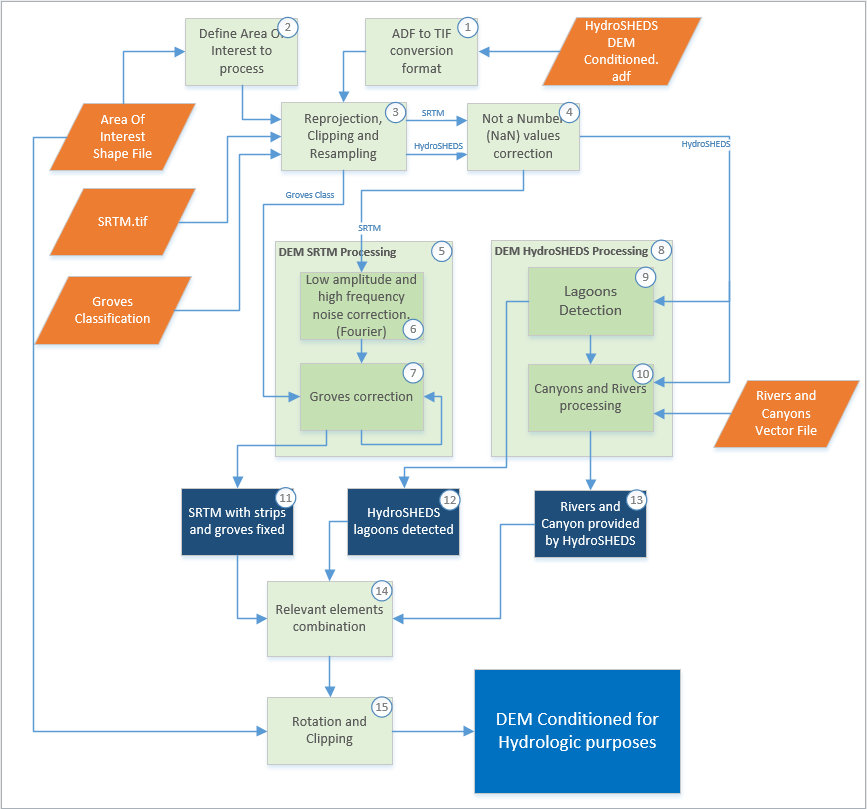 Define Area Of
Interest to
process
2
ADF to TIF
conversion
format
1
HydroSHEDS
DEM
Conditioned.
adf
Area Of
Interest
Shape File
Reprojection,
Clipping and
Resampling
3
SRTM
HydroSHEDS
Not a Number
(NaN) values
correction
4
HydroSHEDS
SRTM.tif
Groves Class
SRTM
Groves
Classification
DEM SRTM Processing
5
Low amplitude and
high frequency
noise correction.
(Fourier)
6
Groves correction
7
DEM HydroSHEDS Processing
8
Lagoons
Detection
9
Canyons and Rivers
processing
10
Rivers and
Canyons
Vector File
SRTM with strips
and groves fixed
11
HydroSHEDS
lagoons detected
12
Rivers and
Canyon provided
by HydroSHEDS
13
Relevant elements
combination
14
Rotation and
Clipping
15
DEM Conditioned for
Hydrologic purposes